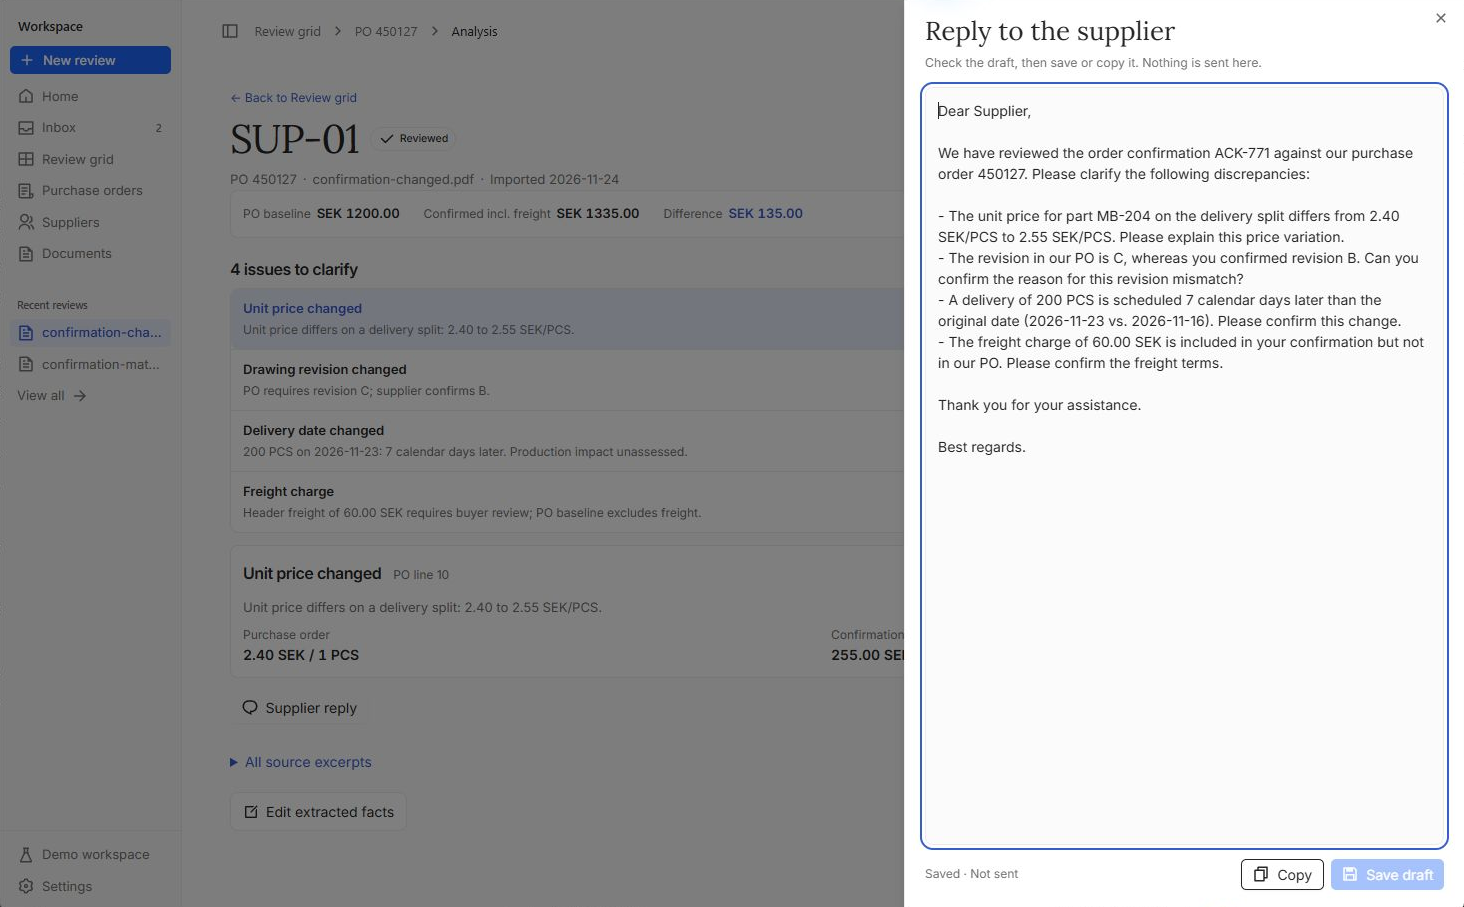 Workspace
New review
Home
Inbox 2
Review grid
Purchase orders
Suppliers
Documents
Recent reviews
confirmation-cha...
confirmation-mat...
View all →
Demo workspace
Settings
Review grid > PO 450127 > Analysis
← Back to Review grid
SUP-01 Reviewed
PO 450127 · confirmation-changed.pdf · Imported 2026-11-24
PO baseline SEK 1200.00 Confirmed incl. freight SEK 1335.00 Difference SEK 135.00
4 issues to clarify
Unit price changed
Unit price differs on a delivery split: 2.40 to 2.55 SEK/PCS.
Drawing revision changed
PO requires revision C; supplier confirms B.
Delivery date changed
200 PCS on 2026-11-23: 7 calendar days later. Production impact unassessed.
Freight charge
Header freight of 60.00 SEK requires buyer review; PO baseline excludes freight.
Unit price changed PO line 10
Unit price differs on a delivery split: 2.40 to 2.55 SEK/PCS.
Purchase order Confirmation
2.40 SEK / 1 PCS 255.00
Supplier reply
All source excerpts
Edit extracted facts
Reply to the supplier
Check the draft, then save or copy it. Nothing is sent here.
Dear Supplier,
We have reviewed the order confirmation ACK-771 against our purchase
order 450127. Please clarify the following discrepancies:
- The unit price for part MB-204 on the delivery split differs from 2.40
SEK/PCS to 2.55 SEK/PCS. Please explain this price variation.
- The revision in our PO is C, whereas you confirmed revision B. Can you
confirm the reason for this revision mismatch?
- A delivery of 200 PCS is scheduled 7 calendar days later than the
original date (2026-11-23 vs. 2026-11-16). Please confirm this change.
- The freight charge of 60.00 SEK is included in your confirmation but not
in our PO. Please confirm the freight terms.
Thank you for your assistance.
Best regards.
Saved · Not sent
Copy
Save draft